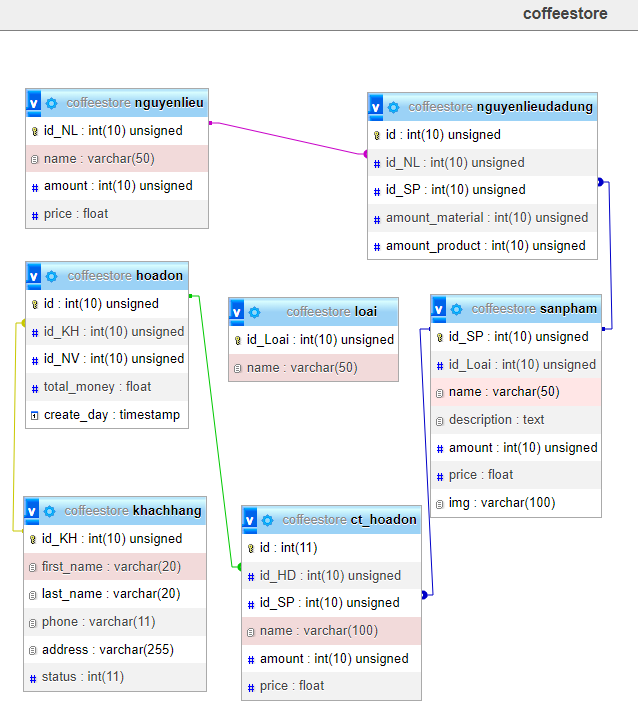 coffeestore
v coffeestore nguyenlieu
id_NL : int(10) unsigned
name : varchar(50)
# amount : int(10) unsigned
# price : float
v coffeestore nguyenlieudadung
id : int(10) unsigned
# id_NL : int(10) unsigned
# id_SP : int(10) unsigned
# amount_material : int(10) unsigned
# amount_product : int(10) unsigned
v coffeestore hoadon
id : int(10) unsigned
# id_KH : int(10) unsigned
# id_NV : int(10) unsigned
# total_money : float
create_day : timestamp
v coffeestore loai
id_Loai : int(10) unsigned
name : varchar(50)
v coffeestore sanpham
id_SP : int(10) unsigned
# id_Loai : int(10) unsigned
name : varchar(50)
description : text
# amount : int(10) unsigned
# price : float
img : varchar(100)
v coffeestore khachhang
id_KH : int(10) unsigned
first_name : varchar(20)
last_name : varchar(20)
phone : varchar(11)
address : varchar(255)
# status : int(11)
v coffeestore ct_hoadon
id : int(11)
# id_HD : int(10) unsigned
# id_SP : int(10) unsigned
name : varchar(100)
# amount : int(10) unsigned
# price : float